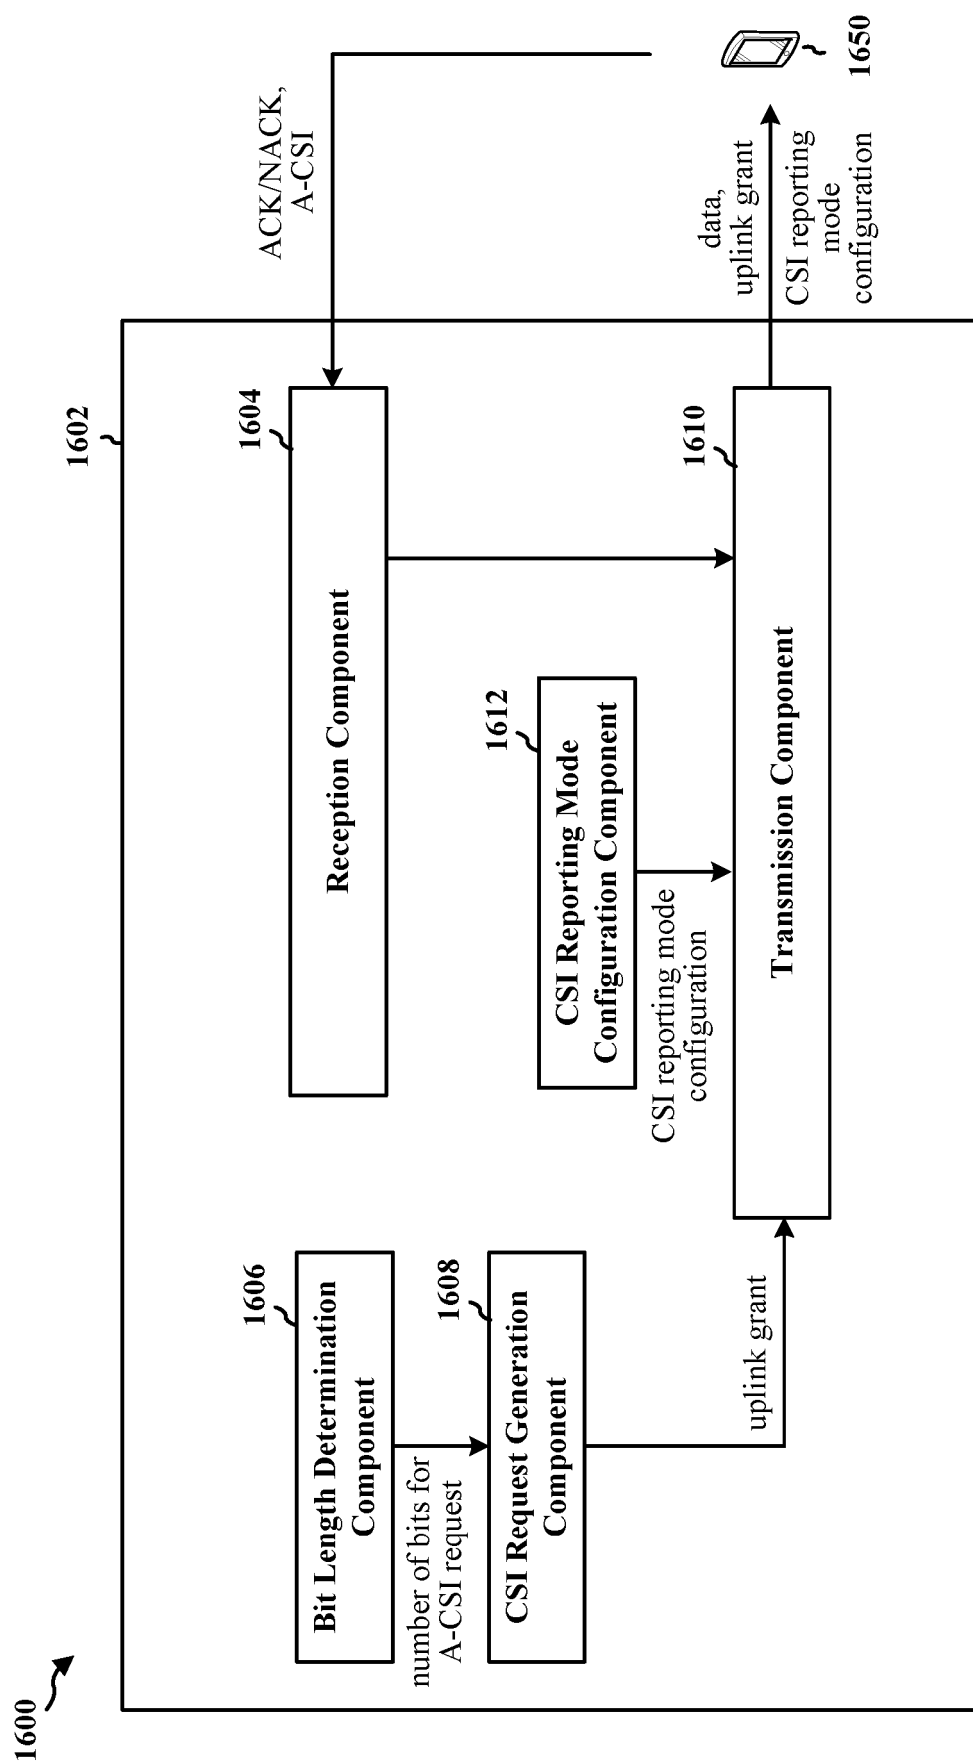 1600
1602
Bit Length Determination
Component
1606
number of bits for
A-CSI request
CSI Request Generation
Component
1608
uplink grant
Reception Component
1604
CSI Reporting Mode
Configuration Component
1612
CSI reporting mode
configuration
Transmission Component
1610
ACK/NACK,
A-CSI
data,
uplink grant
CSI reporting
mode
configuration
1650